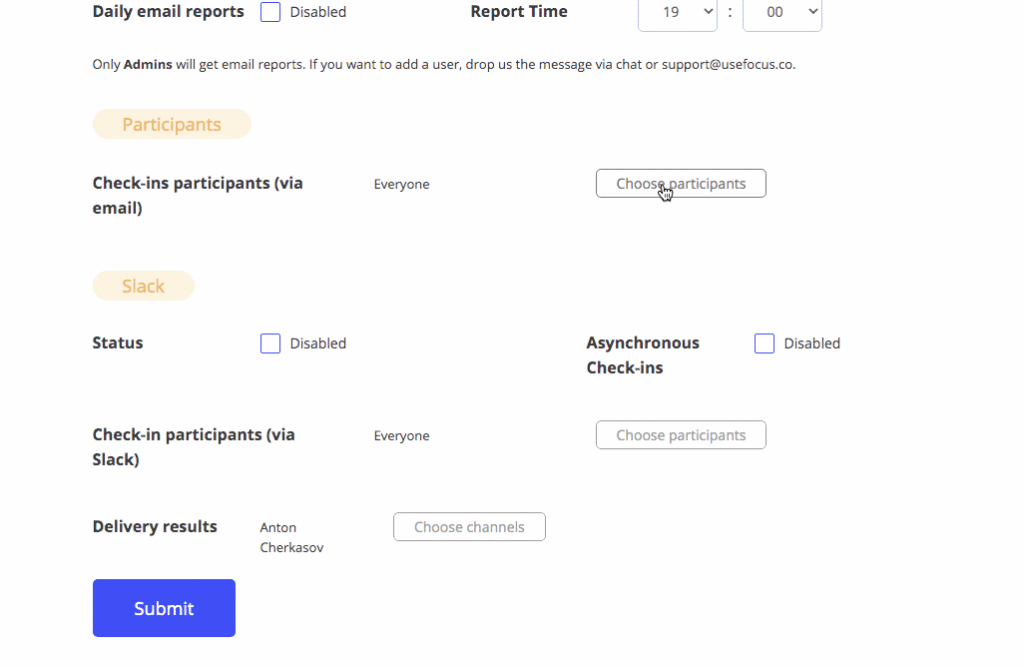 Daily email reports Disabled Report Time 19 : 00
Only Admins will get email reports. If you want to add a user, drop us the message via chat or support@usefocus.co.
Participants
Check-ins participants (via Everyone Choose participants
email)
Slack
Status Disabled Asynchronous Disabled
Check-ins
Check-in participants (via Everyone Choose participants
Slack)
Delivery results Anton Choose channels
Cherkasov
Submit